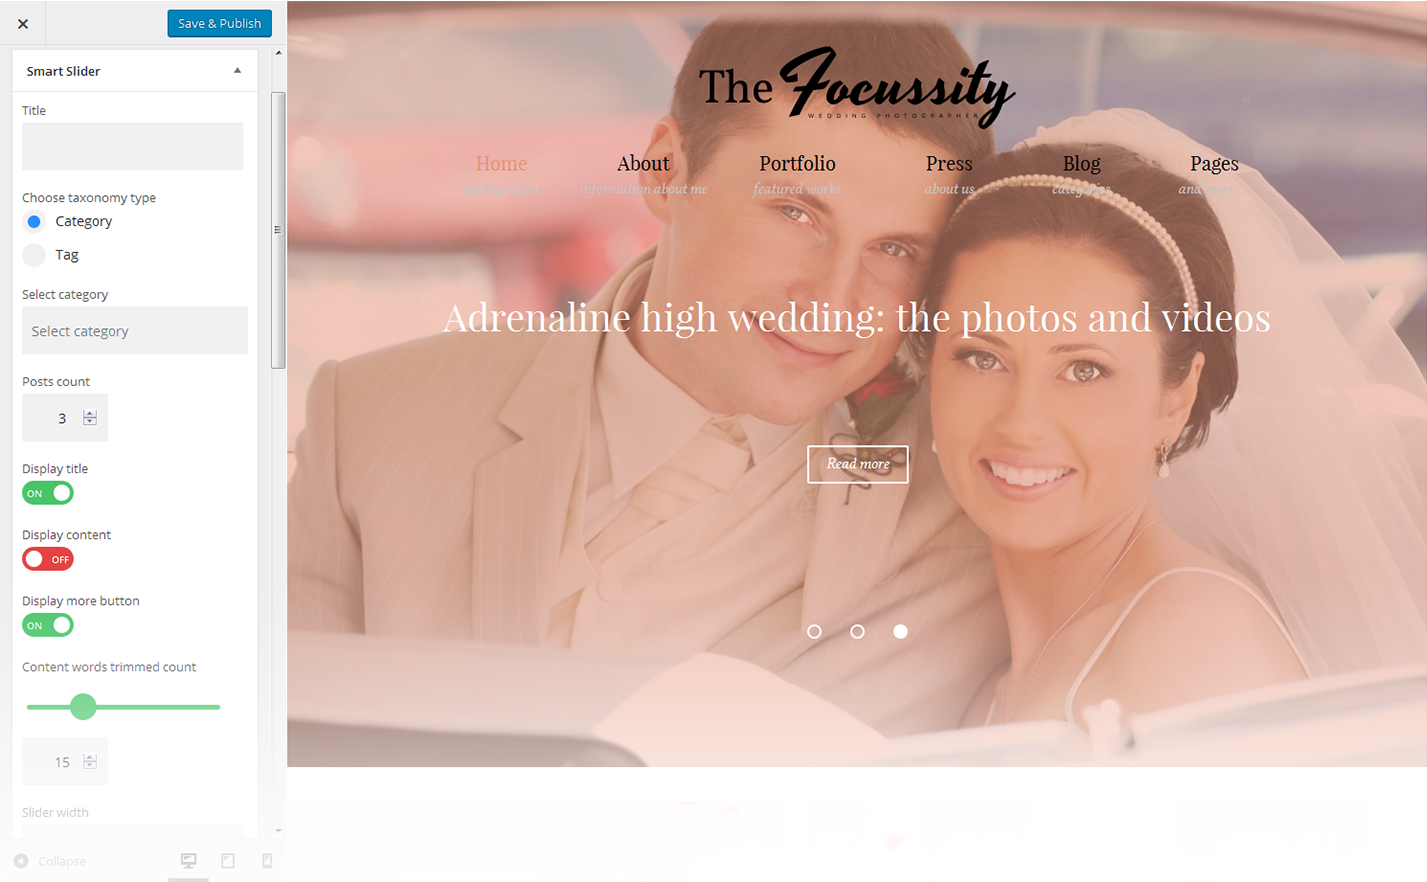 Save & Publish
Smart Slider
Title
Choose taxonomy type
Category
Tag
Select category
Select category
Posts count
3
Display title
ON
Display content
OFF
Display more button
ON
Content words trimmed count
15
Slider width
Collapse
The Focussity
WEDDING PHOTOGRAPHER
Home About Portfolio Press Blog Pages
photographer information about me featured works about us categories and more
Adrenaline high wedding: the photos and videos
Read more